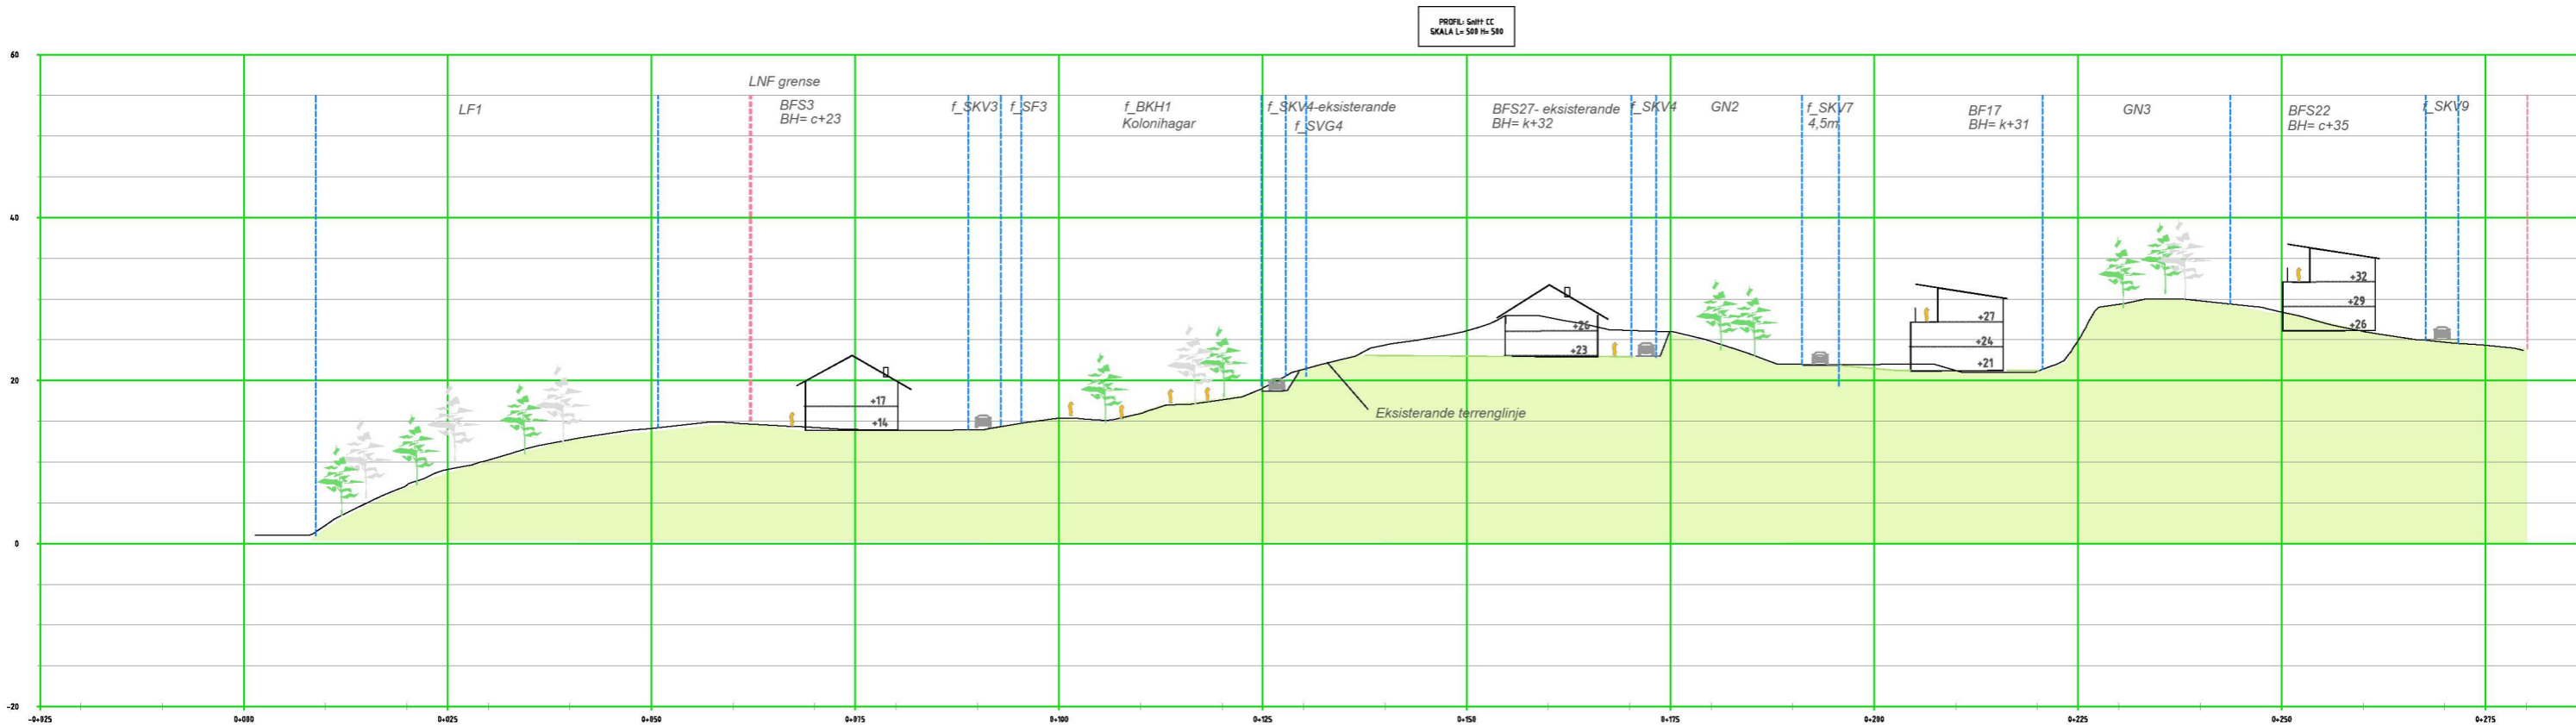 PROFIL: Snitt CC
SKALA L= 500 H= 500
60
LNF grense
LF1
BFS3
BH= c+23
f_SKV3
f_SF3
f_BKH1
Kolonihagar
f_SKV4-eksisterande
f_SVG4
BFS27- eksisterande
BH= k+32
f_SKV4
GN2
f_SKV7
4,5m
BF17
BH= k+31
GN3
BFS22
BH= c+35
f_SKV9
40
+32
+29
+26
+27
+24
+21
+26
+23
20
+17
+14
Eksisterande terrenglinje
0
-20
-0+025
0+000
0+025
0+050
0+075
0+100
0+125
0+150
0+175
0+200
0+225
0+250
0+275